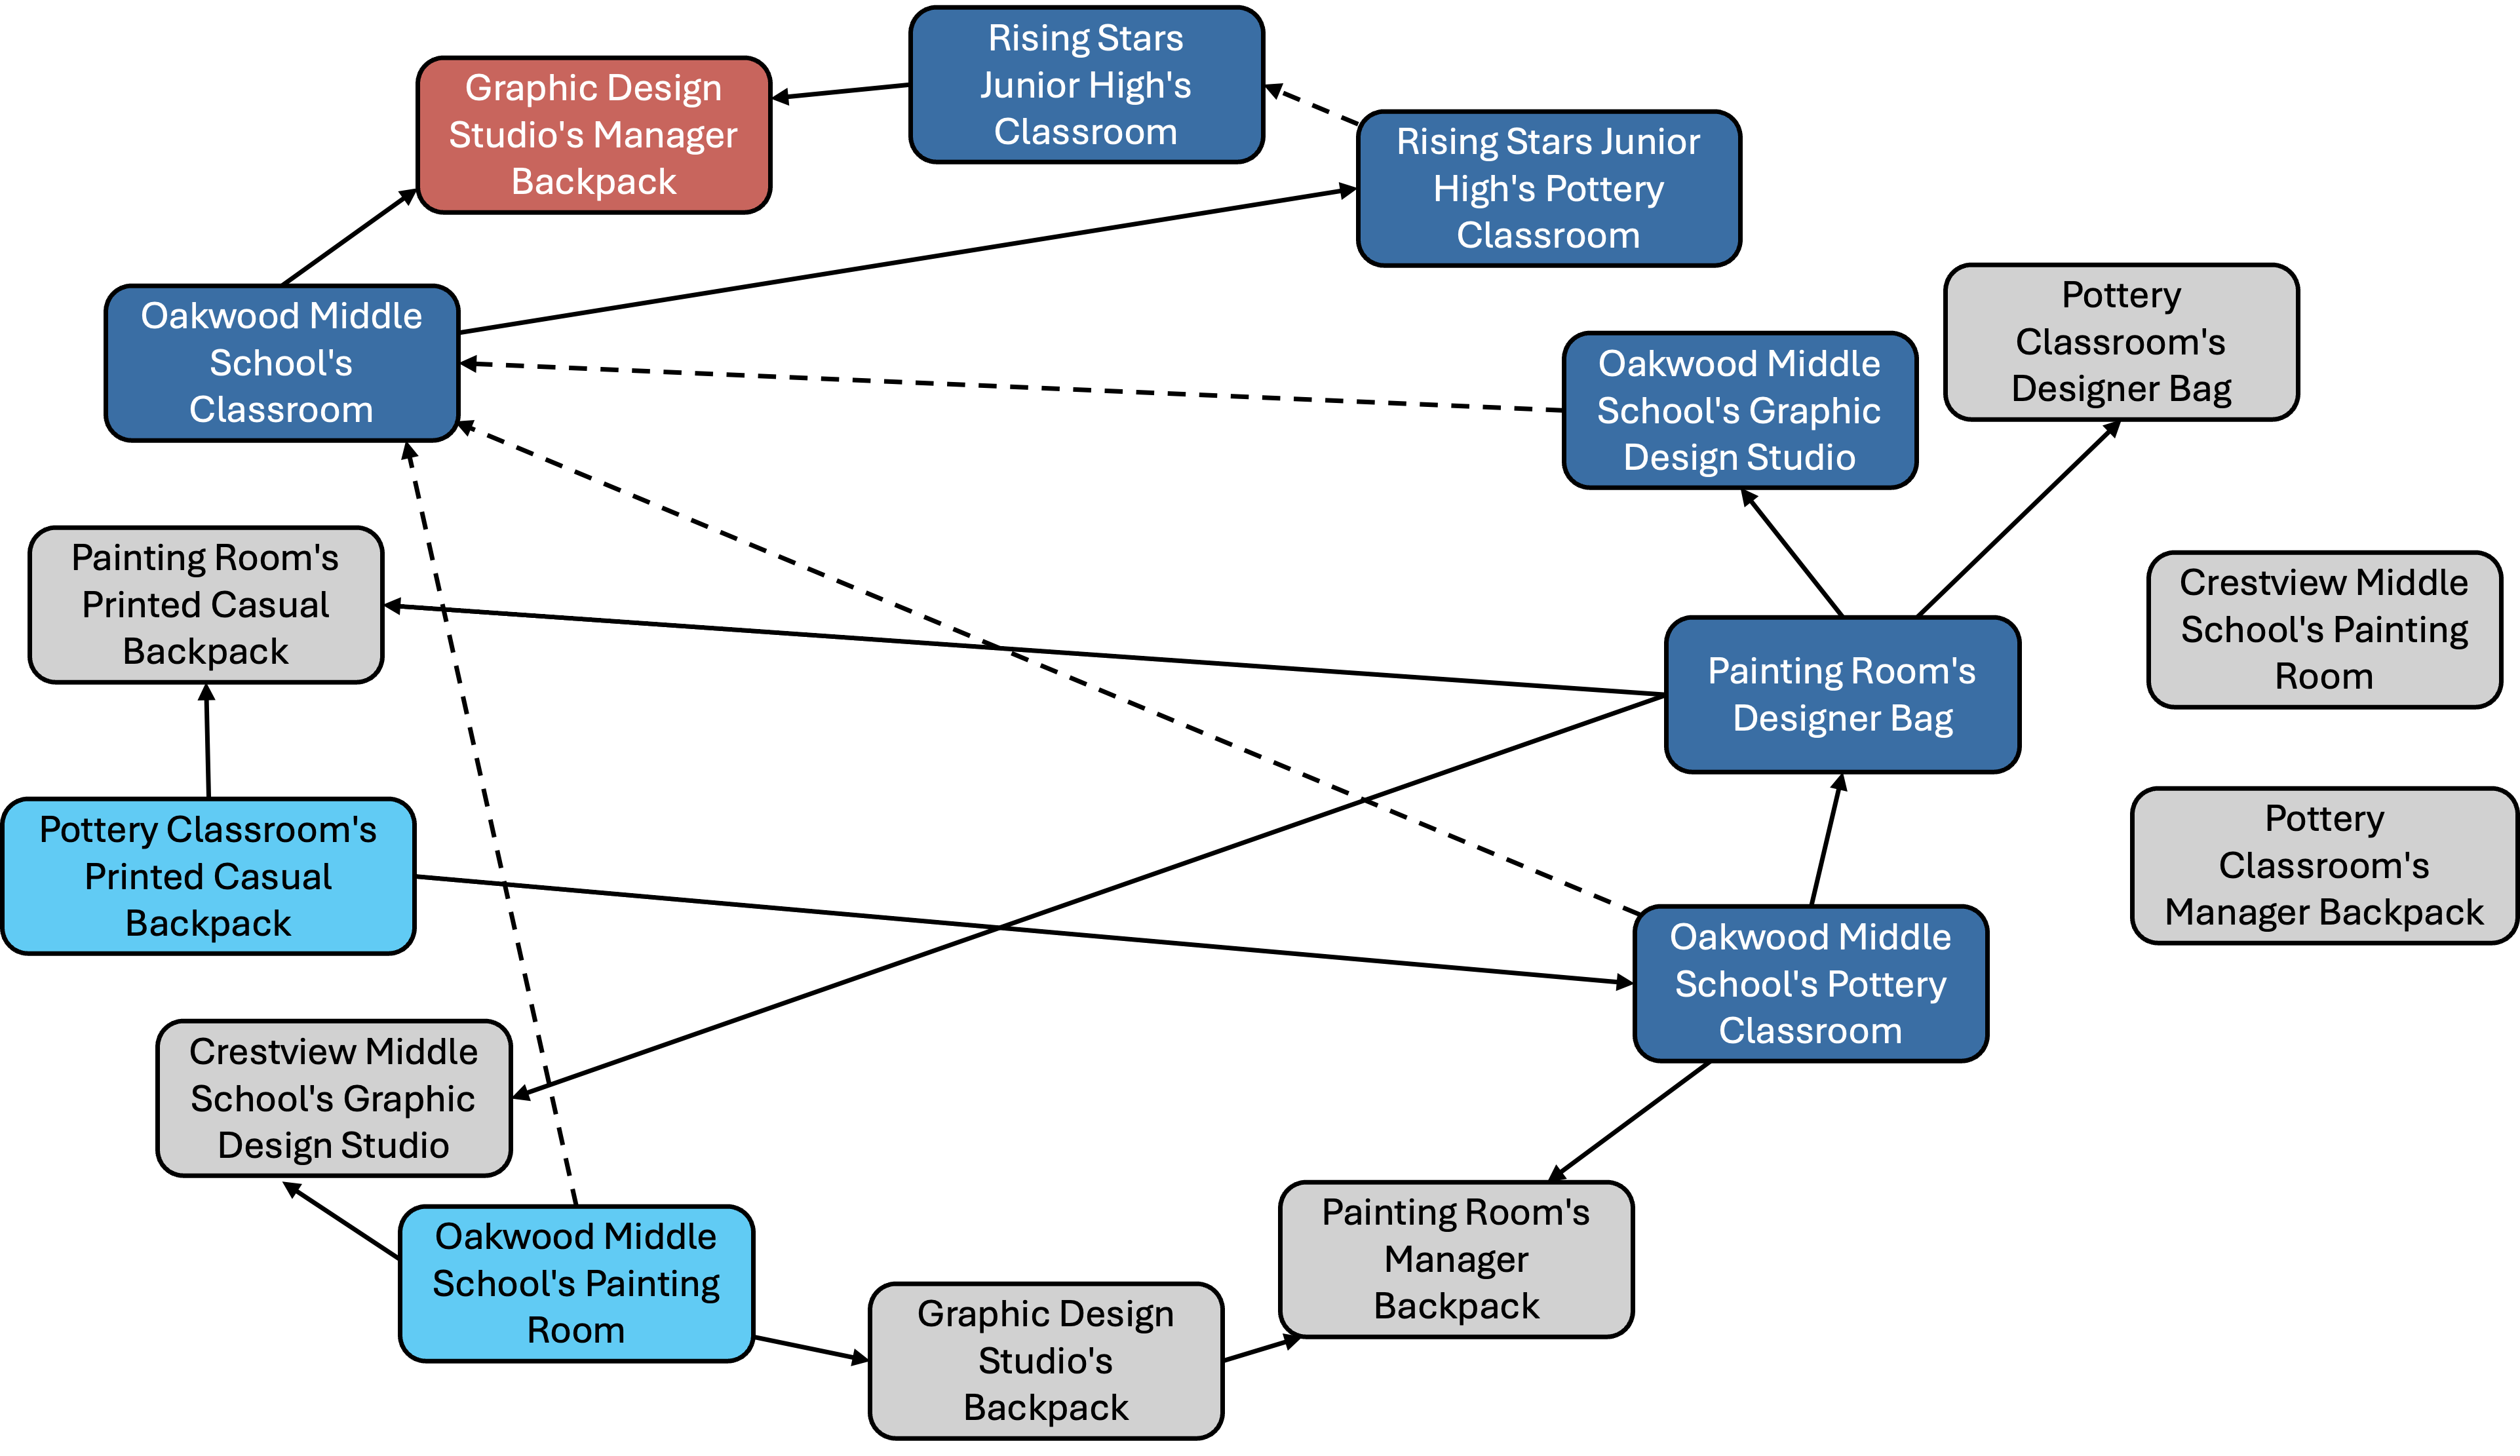 Rising Stars
Junior High's
Classroom
Graphic Design
Studio's Manager
Backpack
Rising Stars Junior
High's Pottery
Classroom
Pottery
Classroom's
Designer Bag
Oakwood Middle
School's
Classroom
Oakwood Middle
School's Graphic
Design Studio
Painting Room's
Printed Casual
Backpack
Crestview Middle
School's Painting
Room
Painting Room's
Designer Bag
Pottery Classroom's
Printed Casual
Backpack
Pottery
Classroom's
Manager Backpack
Oakwood Middle
School's Pottery
Classroom
Crestview Middle
School's Graphic
Design Studio
Oakwood Middle
School's Painting
Room
Painting Room's
Manager
Backpack
Graphic Design
Studio's
Backpack